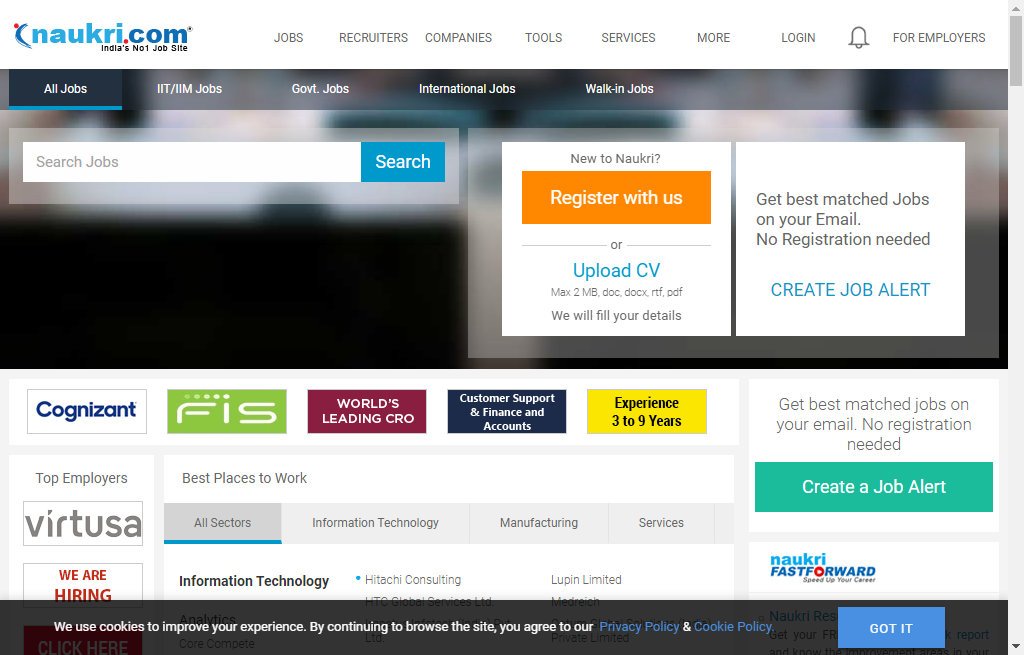 naukri.com
India's No1 Job Site
JOBS RECRUITERS COMPANIES TOOLS SERVICES MORE LOGIN FOR EMPLOYERS
All Jobs IIT/IIM Jobs Govt. Jobs International Jobs Walk-in Jobs
Search Jobs Search
New to Naukri?
Register with us
or
Upload CV
Max 2 MB, doc, docx, rtf, pdf
We will fill your details
Get best matched Jobs
on your Email.
No Registration needed
CREATE JOB ALERT
Cognizant
FIS
WORLD'S
LEADING CRO
Customer Support
& Finance and
Accounts
Experience
3 to 9 Years
Get best matched jobs on
your email. No registration
needed
Create a Job Alert
Top Employers
virtusa
WE ARE
HIRING
CLICK HERE
Best Places to Work
All Sectors Information Technology Manufacturing Services
Information Technology
Analytics
Core Compete
Hitachi Consulting
HTC Global Services Ltd.
Ltd.
Lupin Limited
Medreich
Private Limited
naukri
FASTFORWARD
Speed Up Your Career
Naukri
Get your report
and know the improvement areas in your
We use cookies to improve your experience. By continuing to browse the site, you agree to our Privacy Policy & Cookie Policy.
GOT IT